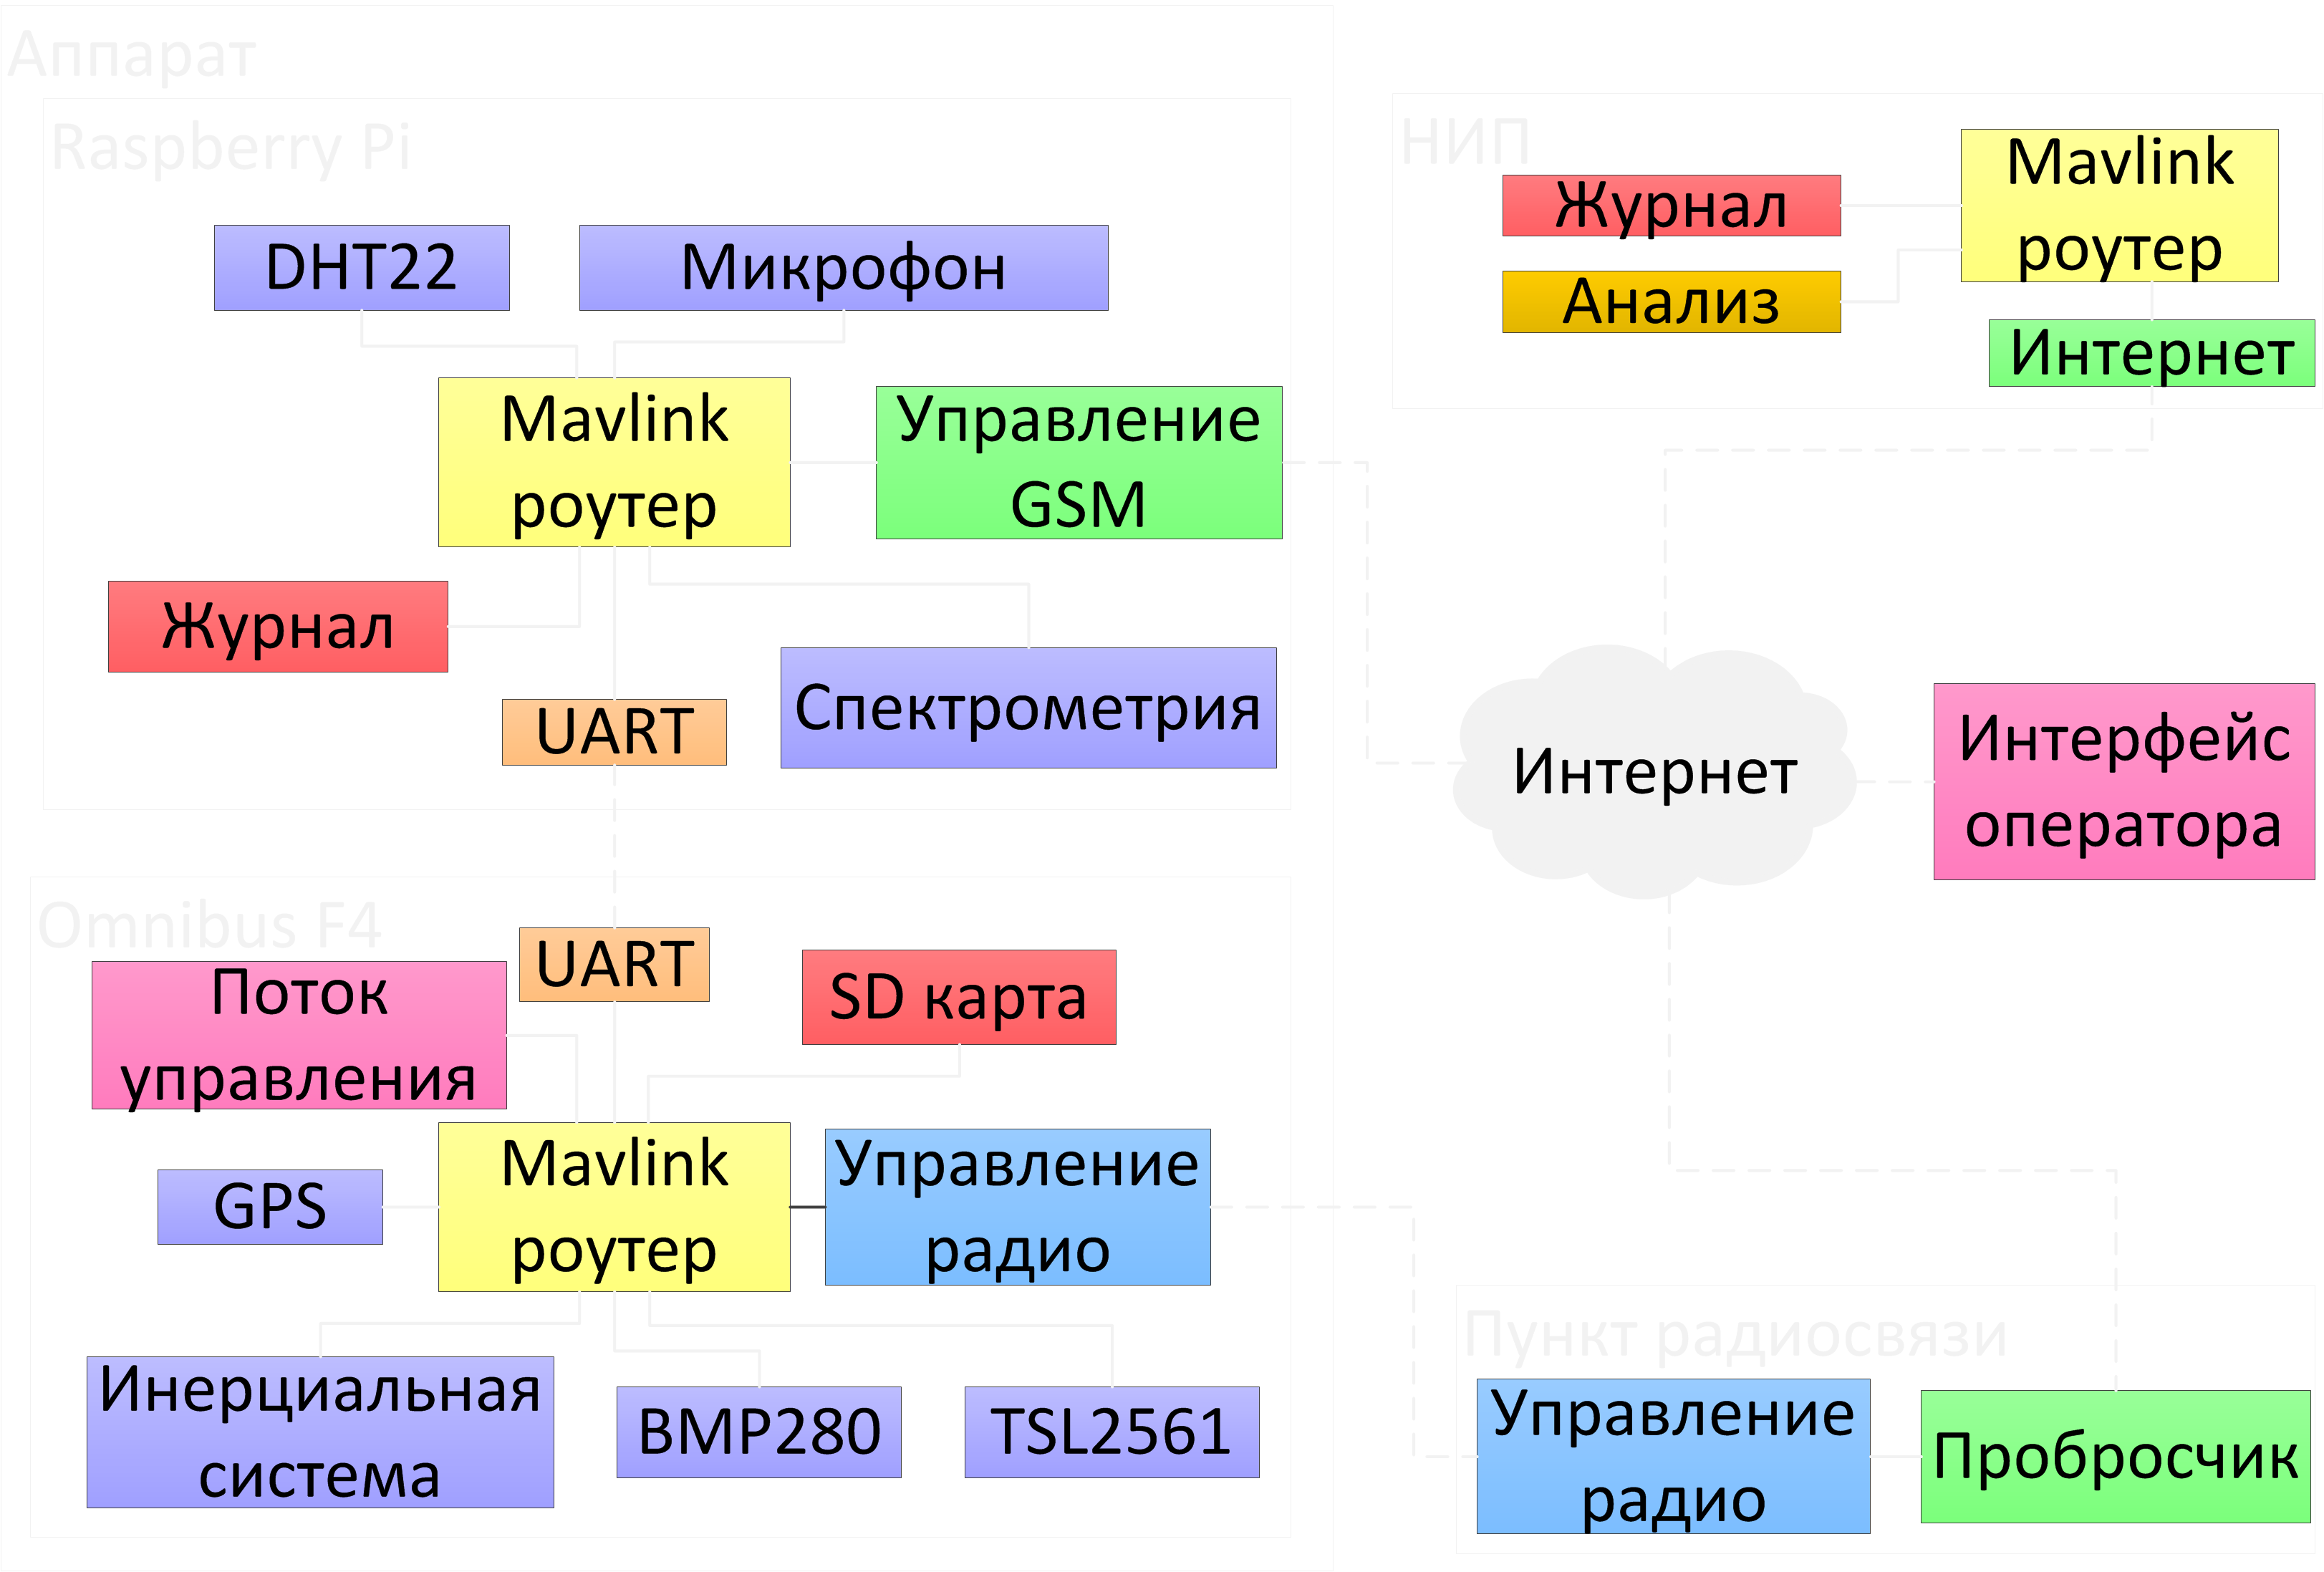 Аппарат
Raspberry Pi
DHT22
Микрофон
Mavlink
роутер
Управление
GSM
Журнал
UART
Спектрометрия
Omnibus F4
UART
SD карта
Поток
управления
GPS
Mavlink
роутер
Управление
радио
Инерциальная
система
BMP280
TSL2561
НИП
Журнал
Анализ
Mavlink
роутер
Интернет
Интернет
Интерфейс
оператора
Пункт радиосвязи
Управление
радио
Пробросчик